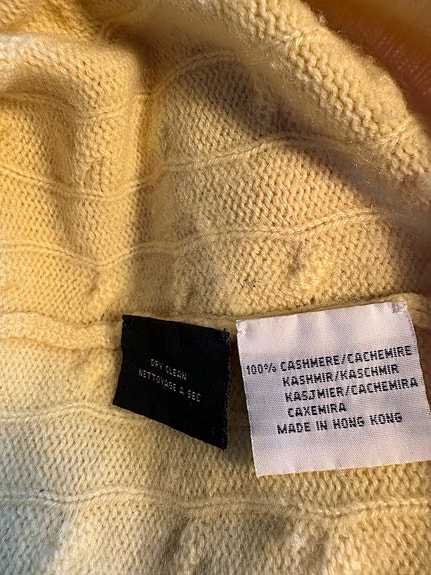 DRY CLEAN
NETTOYAGE A SEC
100% CASHMERE/CACHEMIRE
KASHMIR/KASCHMIR
KASJMIER/CACHEMIRA
CAXEMIRA
MADE IN HONG KONG